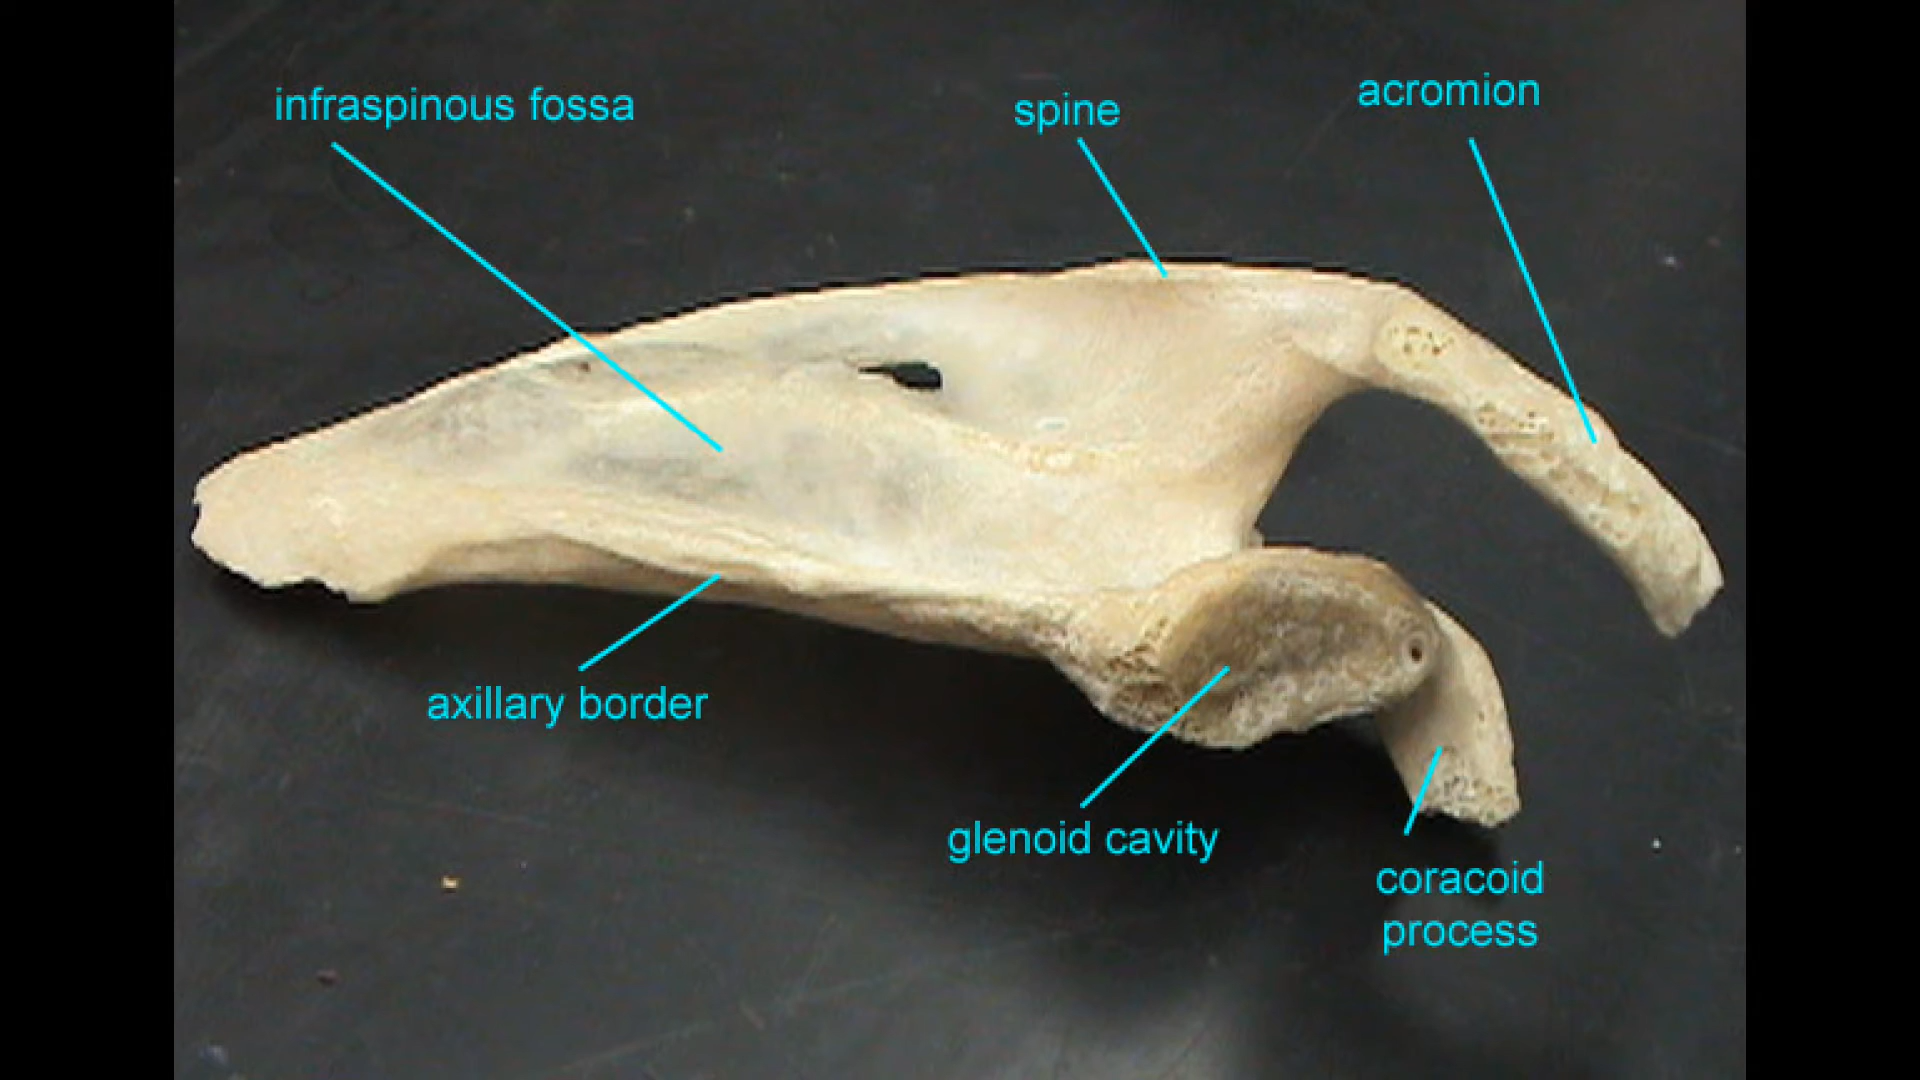 infraspinous fossa
spine
acromion
axillary border
glenoid cavity
coracoid
process